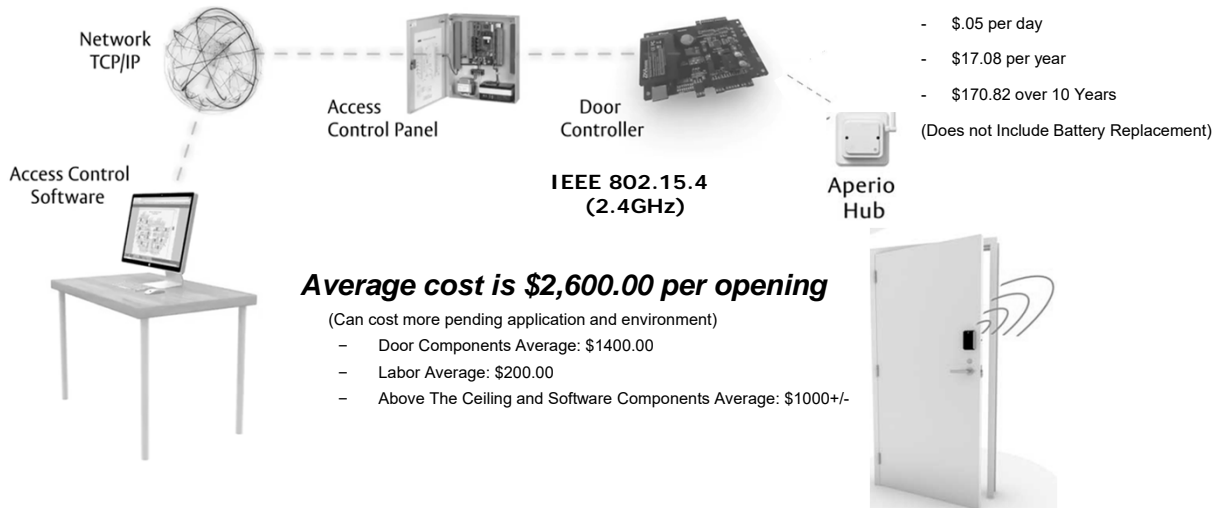 Network
TCP/IP
Access
Control Panel
Door
Controller
- $.05 per day
- $17.08 per year
- $170.82 over 10 Years
(Does not Include Battery Replacement)
Access Control
Software
IEEE 802.15.4
(2.4GHz)
Aperio
Hub
Average cost is $2,600.00 per opening
(Can cost more pending application and environment)
– Door Components Average: $1400.00
– Labor Average: $200.00
– Above The Ceiling and Software Components Average: $1000+/-